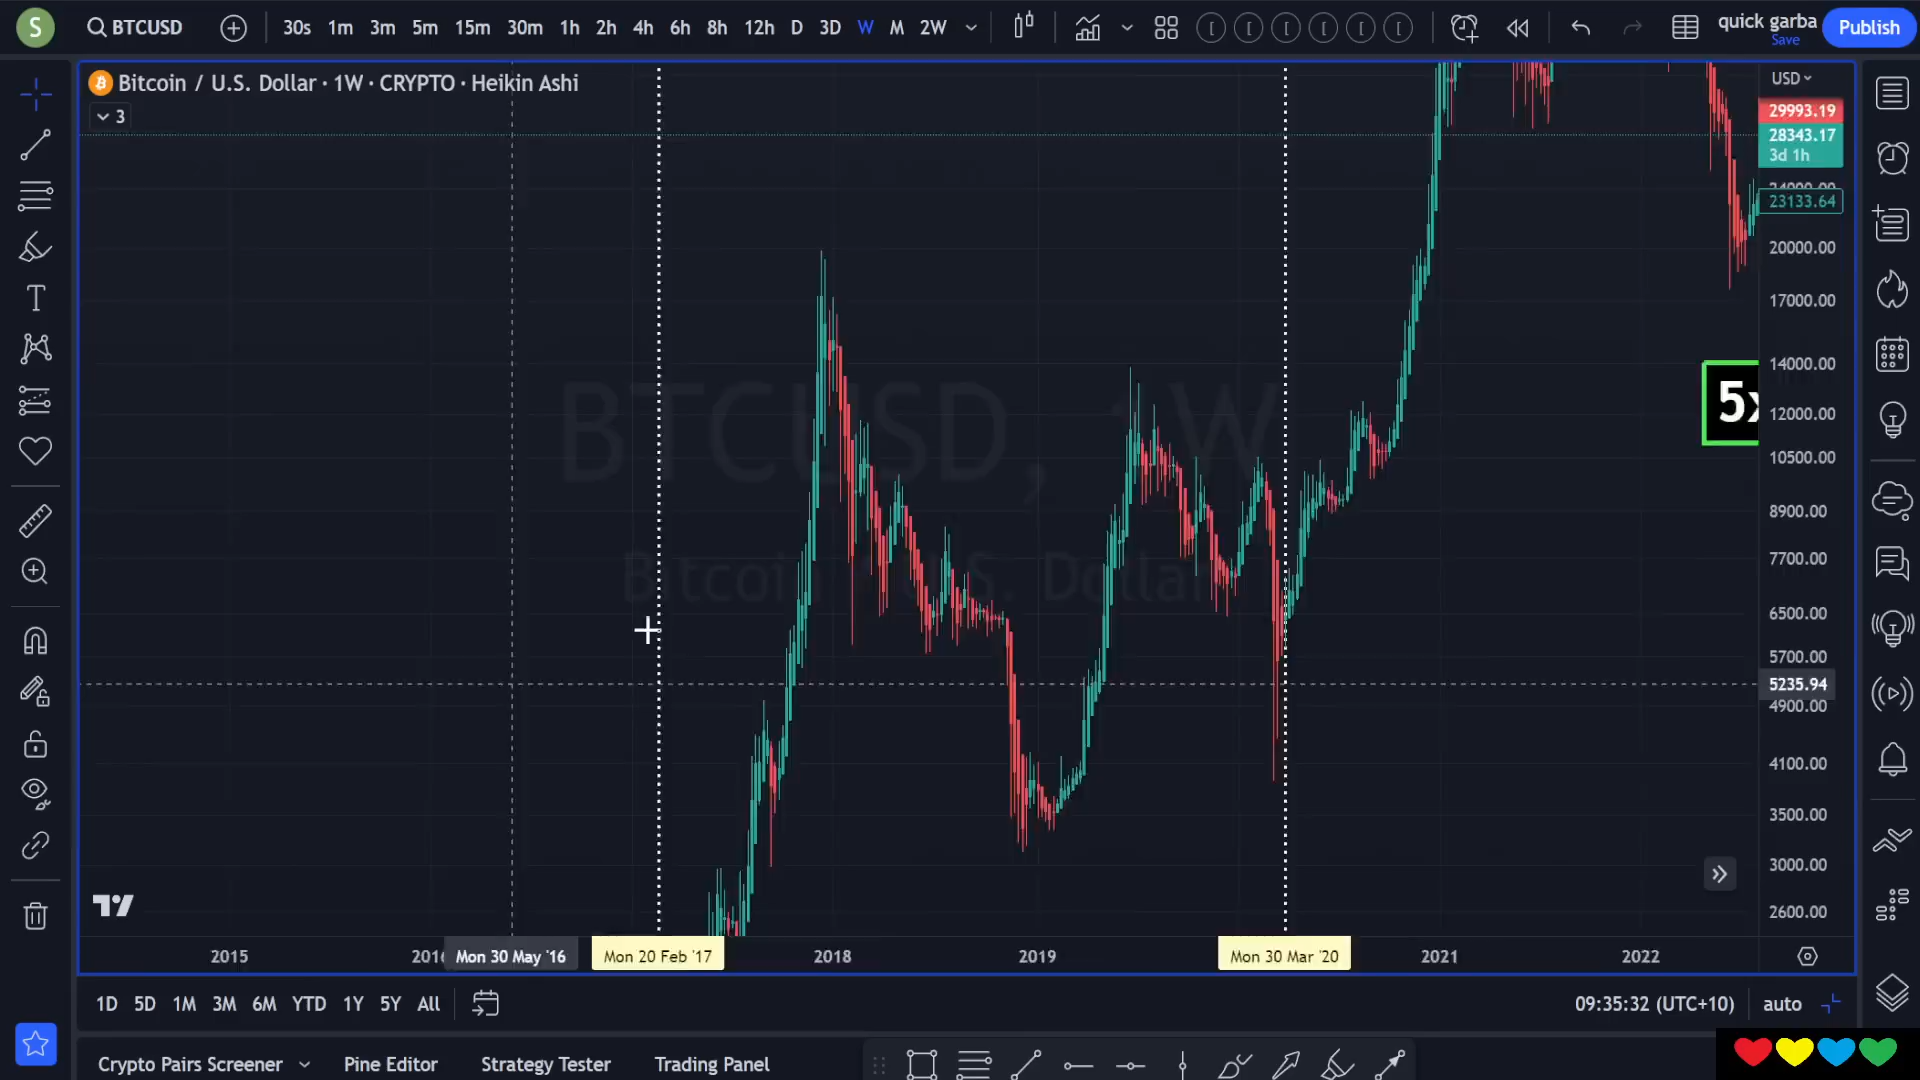 S BTCUSD 30s 1m 3m 5m 15m 30m 1h 2h 4h 6h 8h 12h D 3D W M 2W quick garba Save Publish
Bitcoin / U.S. Dollar · 1W · CRYPTO · Heikin Ashi
3
USD
29993.19
28343.17
3d 1h
23133.64
20000.00
17000.00
14000.00
12000.00
10500.00
8900.00
7700.00
6500.00
5700.00
5235.94
4900.00
4100.00
3500.00
3000.00
2600.00
BTCUSD, 1W
Bitcoin / U.S. Dollar
5x
2015 Mon 30 May '16 Mon 20 Feb '17 2018 2019 Mon 30 Mar '20 2021 2022
1D 5D 1M 3M 6M YTD 1Y 5Y All 09:35:32 (UTC+10) auto
Crypto Pairs Screener Pine Editor Strategy Tester Trading Panel